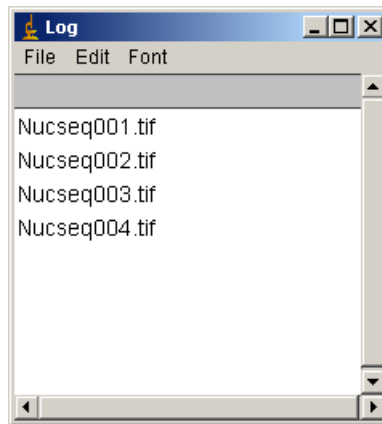 Log
File Edit Font
Nucseq001.tif
Nucseq002.tif
Nucseq003.tif
Nucseq004.tif